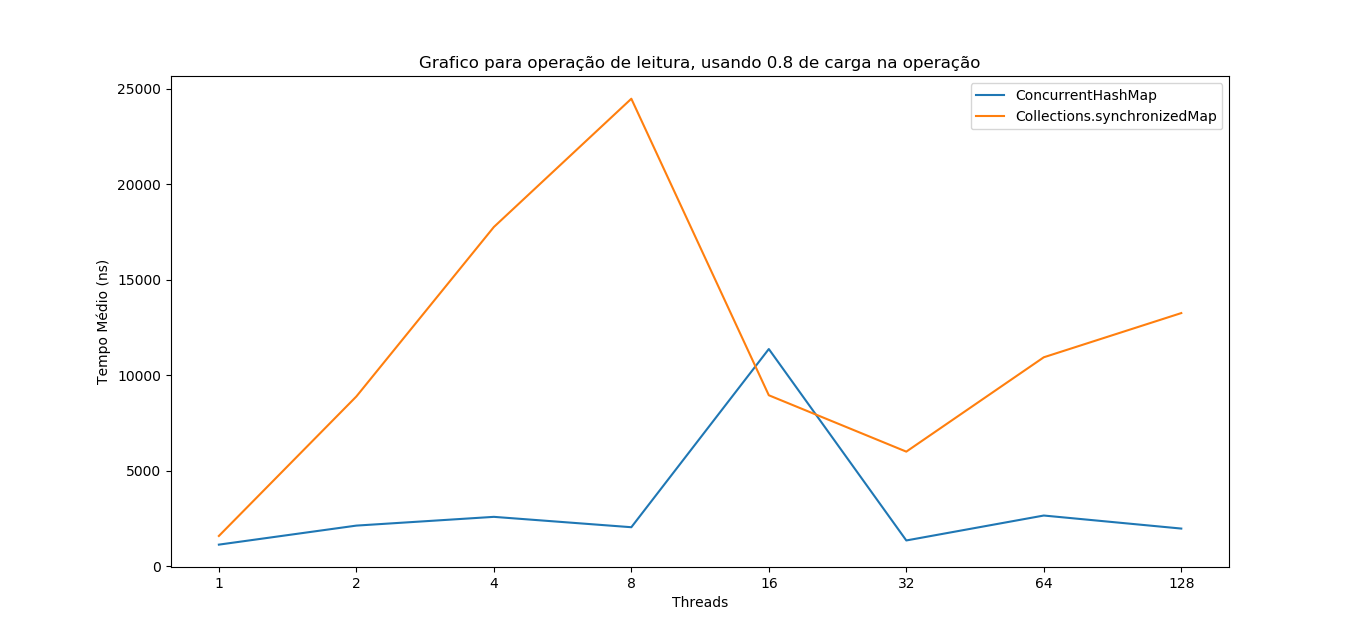 Grafico para operação de leitura, usando 0.8 de carga na operação
ConcurrentHashMap
Collections.synchronizedMap
25000
20000
15000
10000
5000
0
Tempo Médio (ns)
1 2 4 8 16 32 64 128
Threads